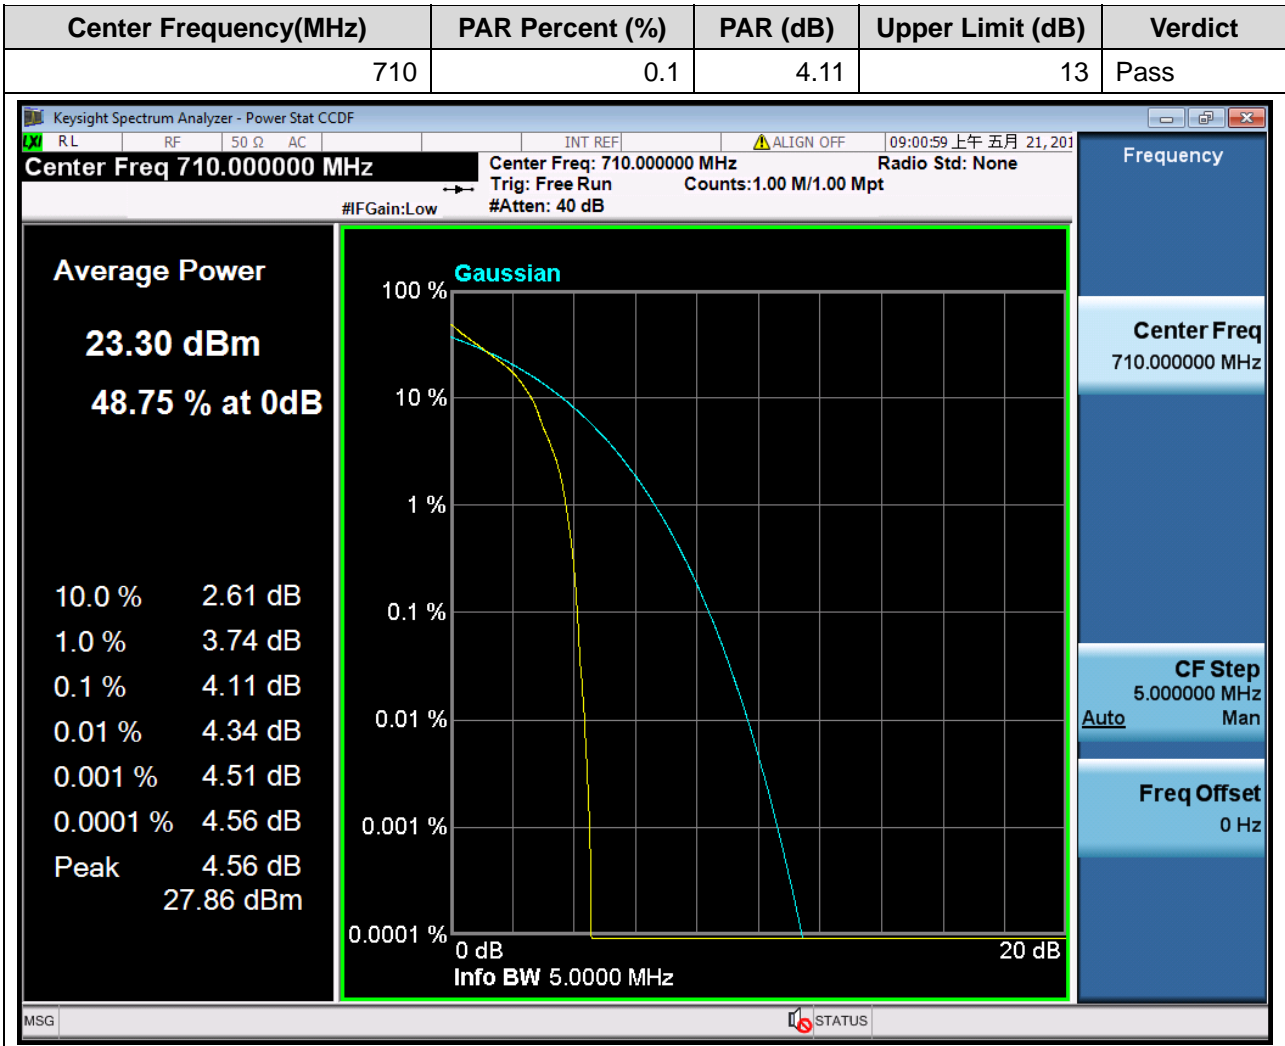 Center Frequency(MHz) PAR Percent (%) PAR (dB) Upper Limit (dB) Verdict
710 0.1 4.11 13 Pass
Keysight Spectrum Analyzer - Power Stat CCDF
LXI RL RF 50 Ω AC INT REF ALIGN OFF 09:00:59 上午 五月 21, 201
Center Freq 710.000000 MHz
Center Freq: 710.000000 MHz Radio Std: None
Trig: Free Run Counts:1.00 M/1.00 Mpt
#IFGain:Low #Atten: 40 dB
Average Power
23.30 dBm
48.75 % at 0dB
10.0 % 2.61 dB
1.0 % 3.74 dB
0.1 % 4.11 dB
0.01 % 4.34 dB
0.001 % 4.51 dB
0.0001 % 4.56 dB
Peak 4.56 dB
27.86 dBm
Gaussian
100 %
10 %
1 %
0.1 %
0.01 %
0.001 %
0.0001 %
0 dB 20 dB
Info BW 5.0000 MHz
Frequency
Center Freq
710.000000 MHz
CF Step
5.000000 MHz
Auto Man
Freq Offset
0 Hz
MSG STATUS